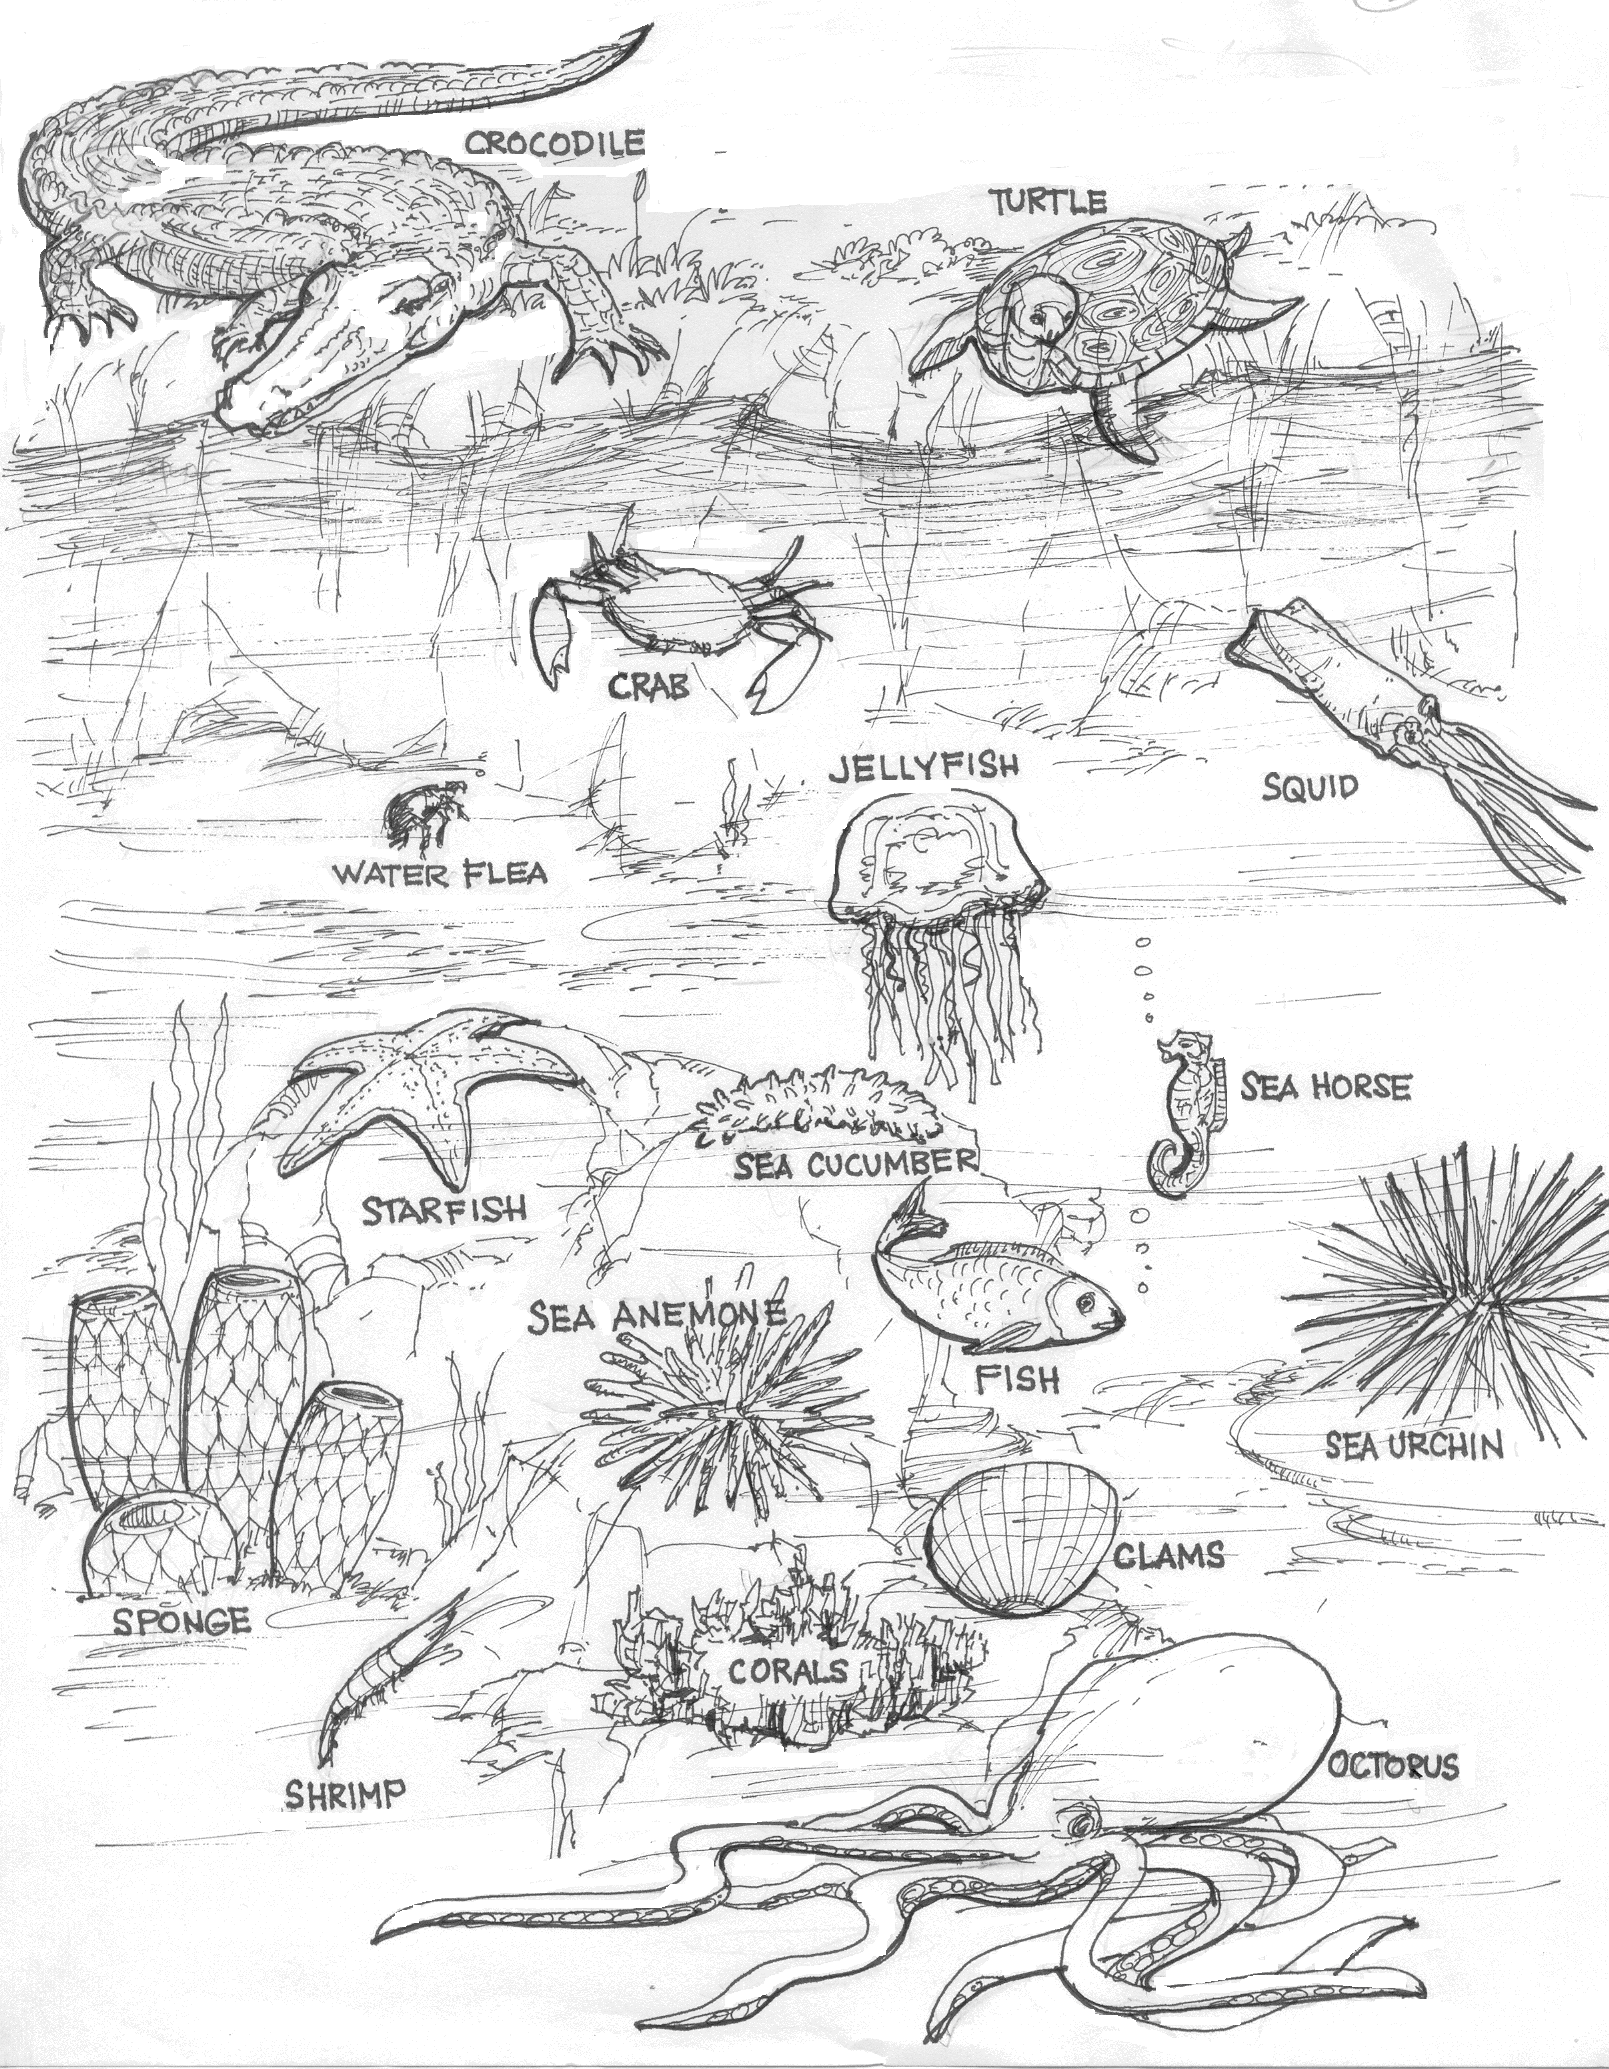 CROCODILE
TURTLE
CRAB
JELLYFISH
SQUID
WATER FLEA
SEA HORSE
SEA CUCUMBER
STARFISH
SEA ANEMONE
FISH
SEA URCHIN
CLAMS
SPONGE
CORALS
OCTOPUS
SHRIMP